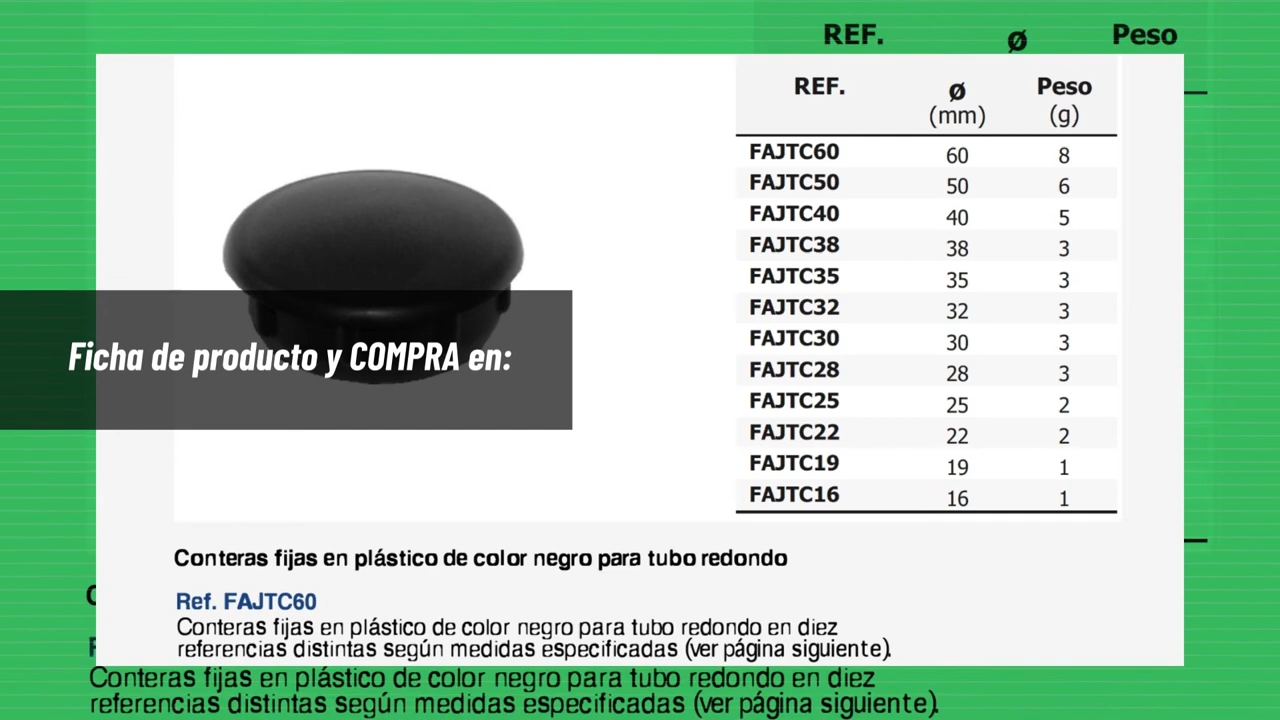 REF. ø Peso
REF. ø Peso
(mm) (g)
FAJTC60 60 8
FAJTC50 50 6
FAJTC40 40 5
FAJTC38 38 3
FAJTC35 35 3
FAJTC32 32 3
FAJTC30 30 3
FAJTC28 28 3
FAJTC25 25 2
FAJTC22 22 2
FAJTC19 19 1
FAJTC16 16 1
Ficha de producto y COMPRA en:
Conteras fijas en plástico de color negro para tubo redondo
Ref. FAJTC60
Conteras fijas en plástico de color negro para tubo redondo en diez
referencias distintas según medidas especificadas (ver página siguiente).
Conteras fijas en plástico de color negro para tubo redondo en diez
referencias distintas según medidas especificadas (ver página siguiente).